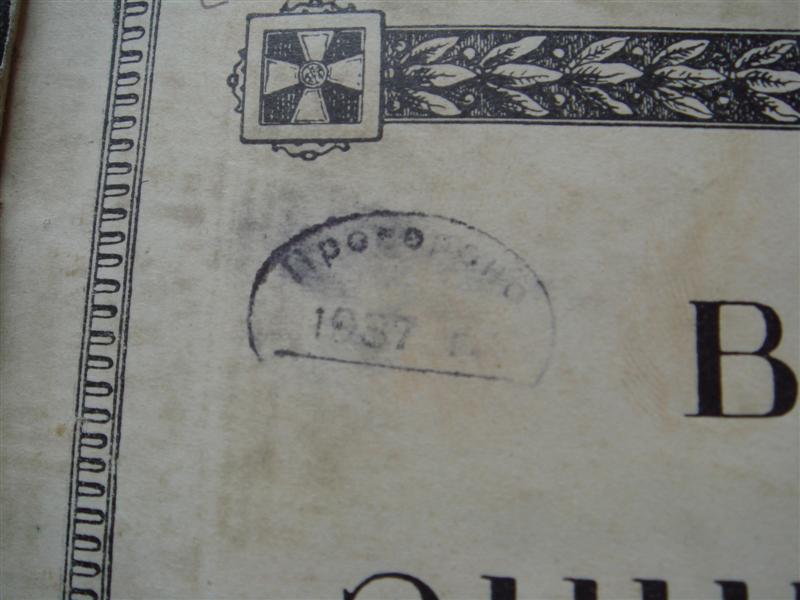 Проверено
1937 г.
В